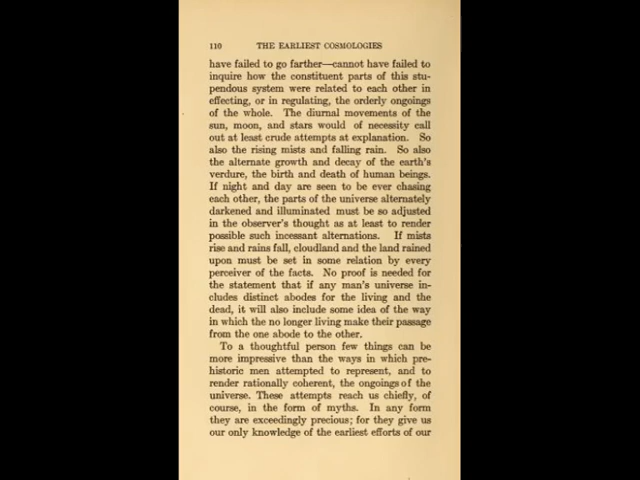 110 THE EARLIEST COSMOLOGIES
have failed to go farther—cannot have failed to
inquire how the constituent parts of this stu-
pendous system were related to each other in
effecting, or in regulating, the orderly ongoings
of the whole. The diurnal movements of the
sun, moon, and stars would of necessity call
out at least crude attempts at explanation. So
also the rising mists and falling rain. So also
the alternate growth and decay of the earth's
verdure, the birth and death of human beings.
If night and day are seen to be ever chasing
each other, the parts of the universe alternately
darkened and illuminated must be so adjusted
in the observer's thought as at least to render
possible such incessant alternations. If mists
rise and rains fall, cloudland and the land rained
upon must be set in some relation by every
perceiver of the facts. No proof is needed for
the statement that if any man's universe in-
cludes distinct abodes for the living and the
dead, it will also include some idea of the way
in which the no longer living make their passage
from the one abode to the other.
To a thoughtful person few things can be
more impressive than the ways in which pre-
historic men attempted to represent, and to
render rationally coherent, the ongoings of the
universe. These attempts reach us chiefly, of
course, in the form of myths. In any form
they are exceedingly precious; for they give us
our only knowledge of the earliest efforts of our